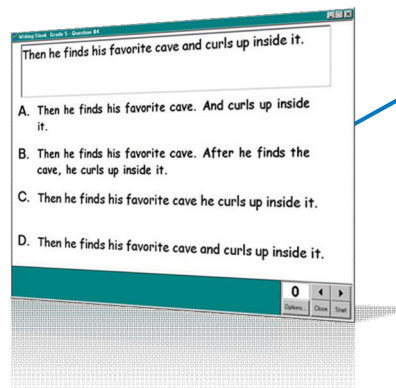 Writing Slack Grade 5 - Question #4
Then he finds his favorite cave and curls up inside it.
A. Then he finds his favorite cave. And curls up inside
it.
B. Then he finds his favorite cave. After he finds the
cave, he curls up inside it.
C. Then he finds his favorite cave he curls up inside it.
D. Then he finds his favorite cave and curls up inside it.
0
Options... Close Start